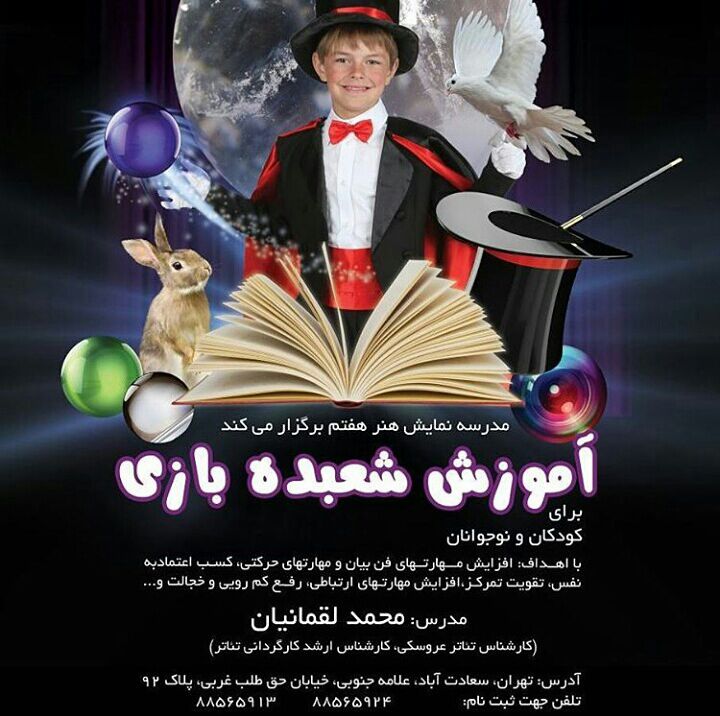 مدرسه نمایش هنر هفتم برگزار می کند
آموزش شعبده بازی
برای
کودکان و نوجوانان
با اهـداف: افزایش مـــهارتـــهای فن بیان و مهارتهای حرکتی، کسب اعتمادبه
نفس، تقویت تمرکز،افزایش مهارتهای ارتباطی، رفـع کم رویی و خجالت و...
مدرس: محمد لقمانیان
(کارشناس تئاتر عروسکی، کارشناس ارشد کارگردانی تئاتر)
آدرس: تهران، سعادت آباد، علامه جنوبی، خیابان حق طلب غربی، پلاک ۹۲
تلفن جهت ثبت نام: ۸۸۵۶۵۹۲۴ ۸۸۵۶۵۹۱۳